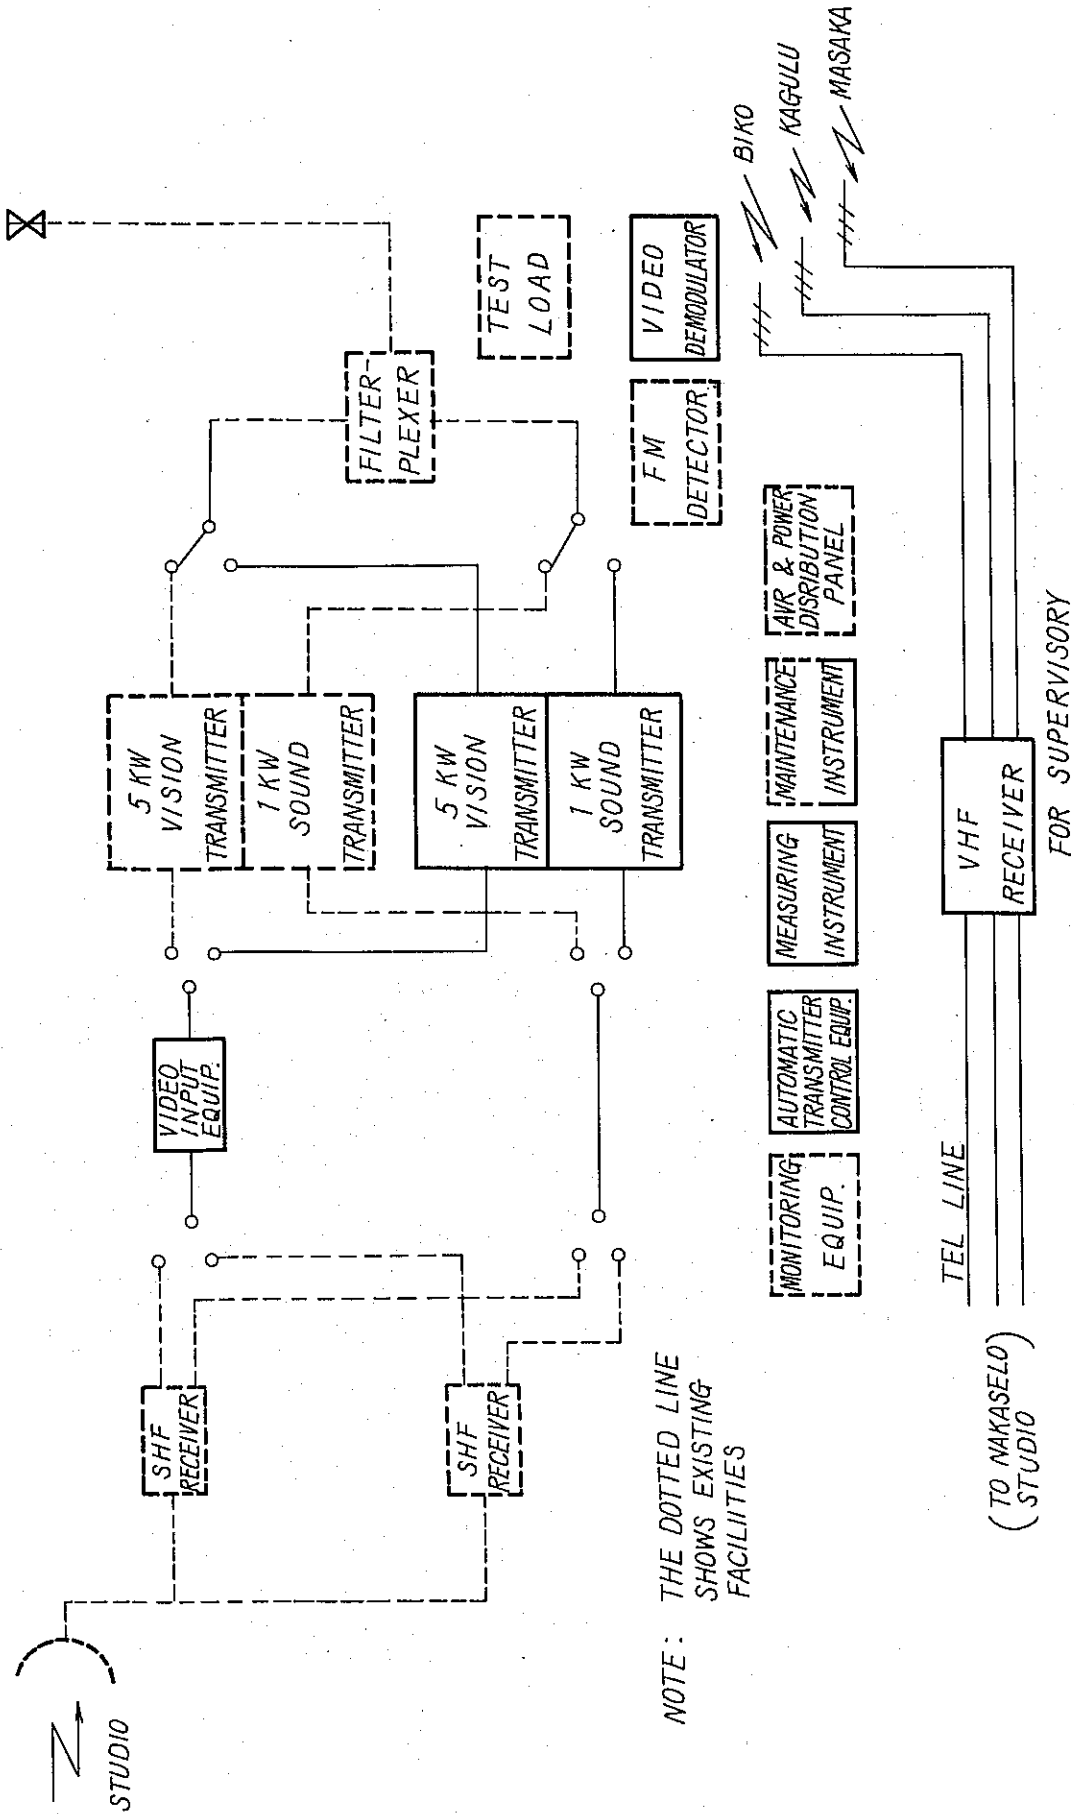 STUDIO
SHF
RECEIVER
SHF
RECEIVER
VIDEO
INPUT
EQUIP.
5 KW
VISION
TRANSMITTER
1 KW
SOUND
TRANSMITTER
5 KW
VISION
TRANSMITTER
1 KW
SOUND
TRANSMITTER
FILTER-
PLEXER
TEST
LOAD
FM
DETECTOR
VIDEO
DEMODULATOR
NOTE: THE DOTTED LINE
SHOWS EXISTING
FACILIITIES
MONITORING
EQUIP.
AUTOMATIC
TRANSMITTER
CONTROL EQUIP.
MEASURING
INSTRUMENT
MAINTENANCE
INSTRUMENT
AVR & POWER
DISRIBUTION
PANEL
BIKO
KAGULU
MASAKA
TEL LINE
(TO NAKASELO
STUDIO)
VHF
RECEIVER
FOR SUPERVISORY